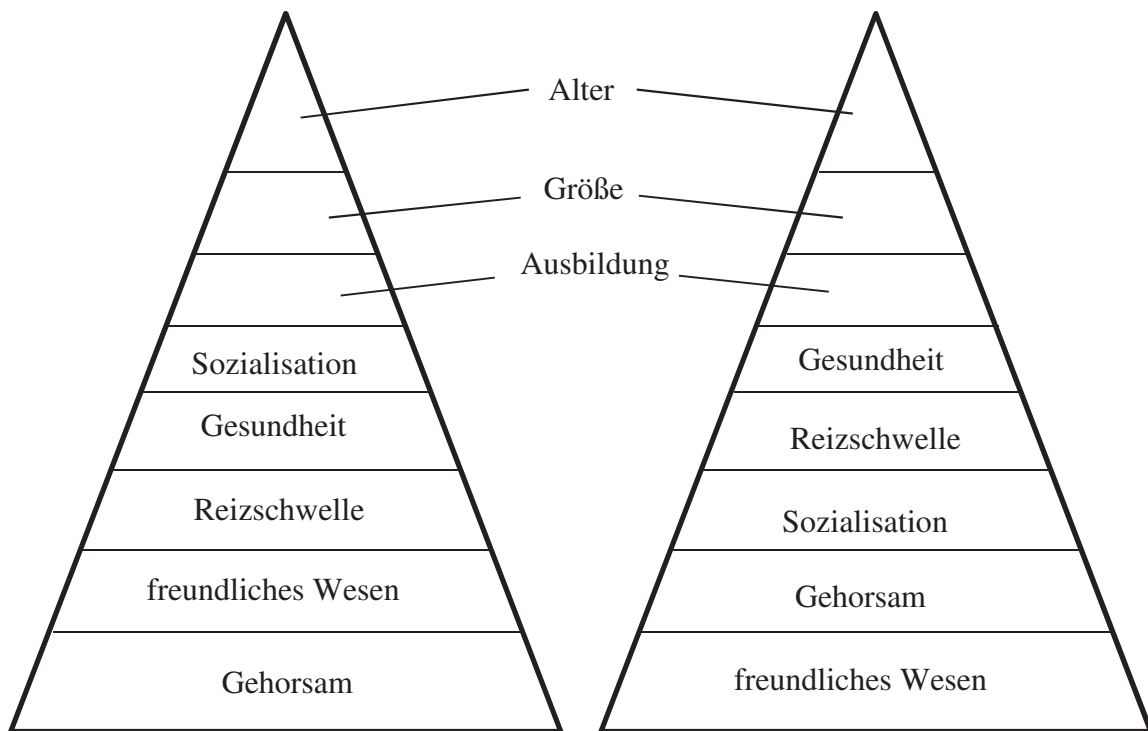 Alter
Größe
Ausbildung
Sozialisation
Gesundheit
Reizschwelle
freundliches Wesen
Gehorsam
Gesundheit
Reizschwelle
Sozialisation
Gehorsam
freundliches Wesen